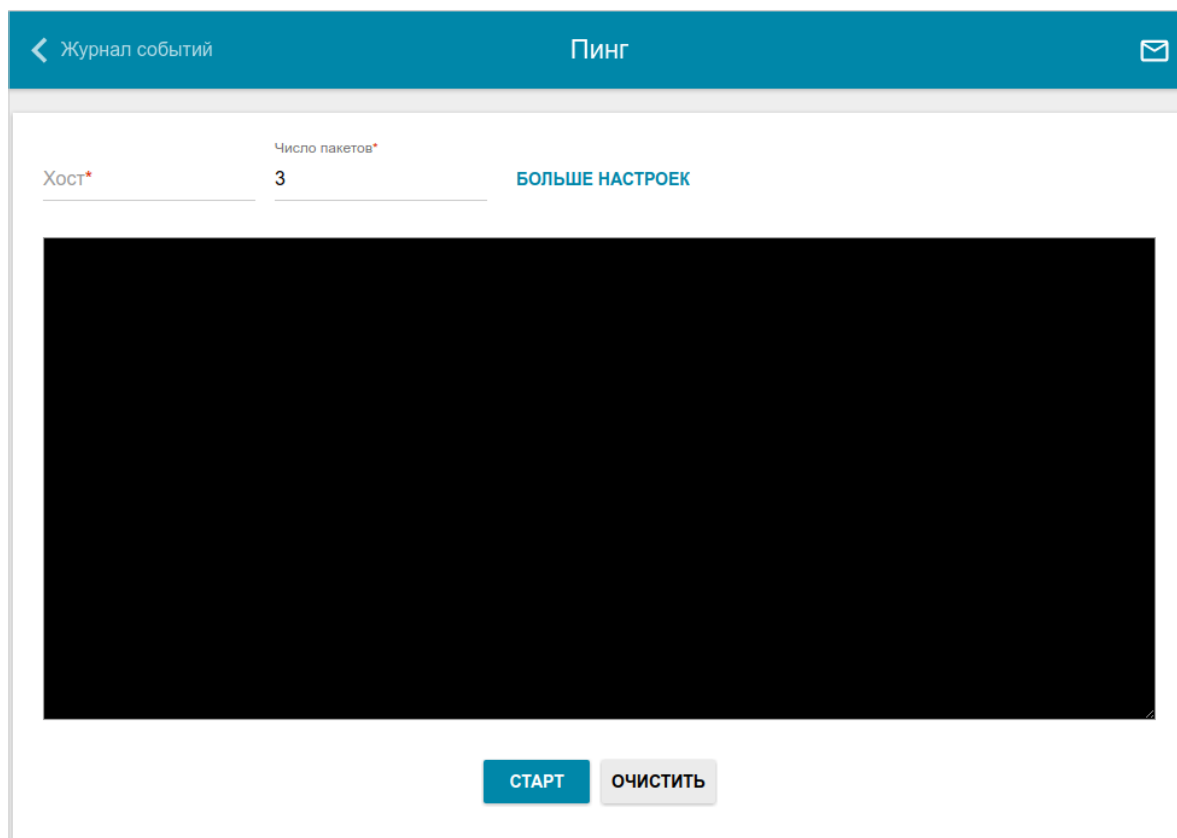 Журнал событий
Пинг
Число пакетов*
Хост*
3
БОЛЬШЕ НАСТРОЕК
СТАРТ
ОЧИСТИТЬ